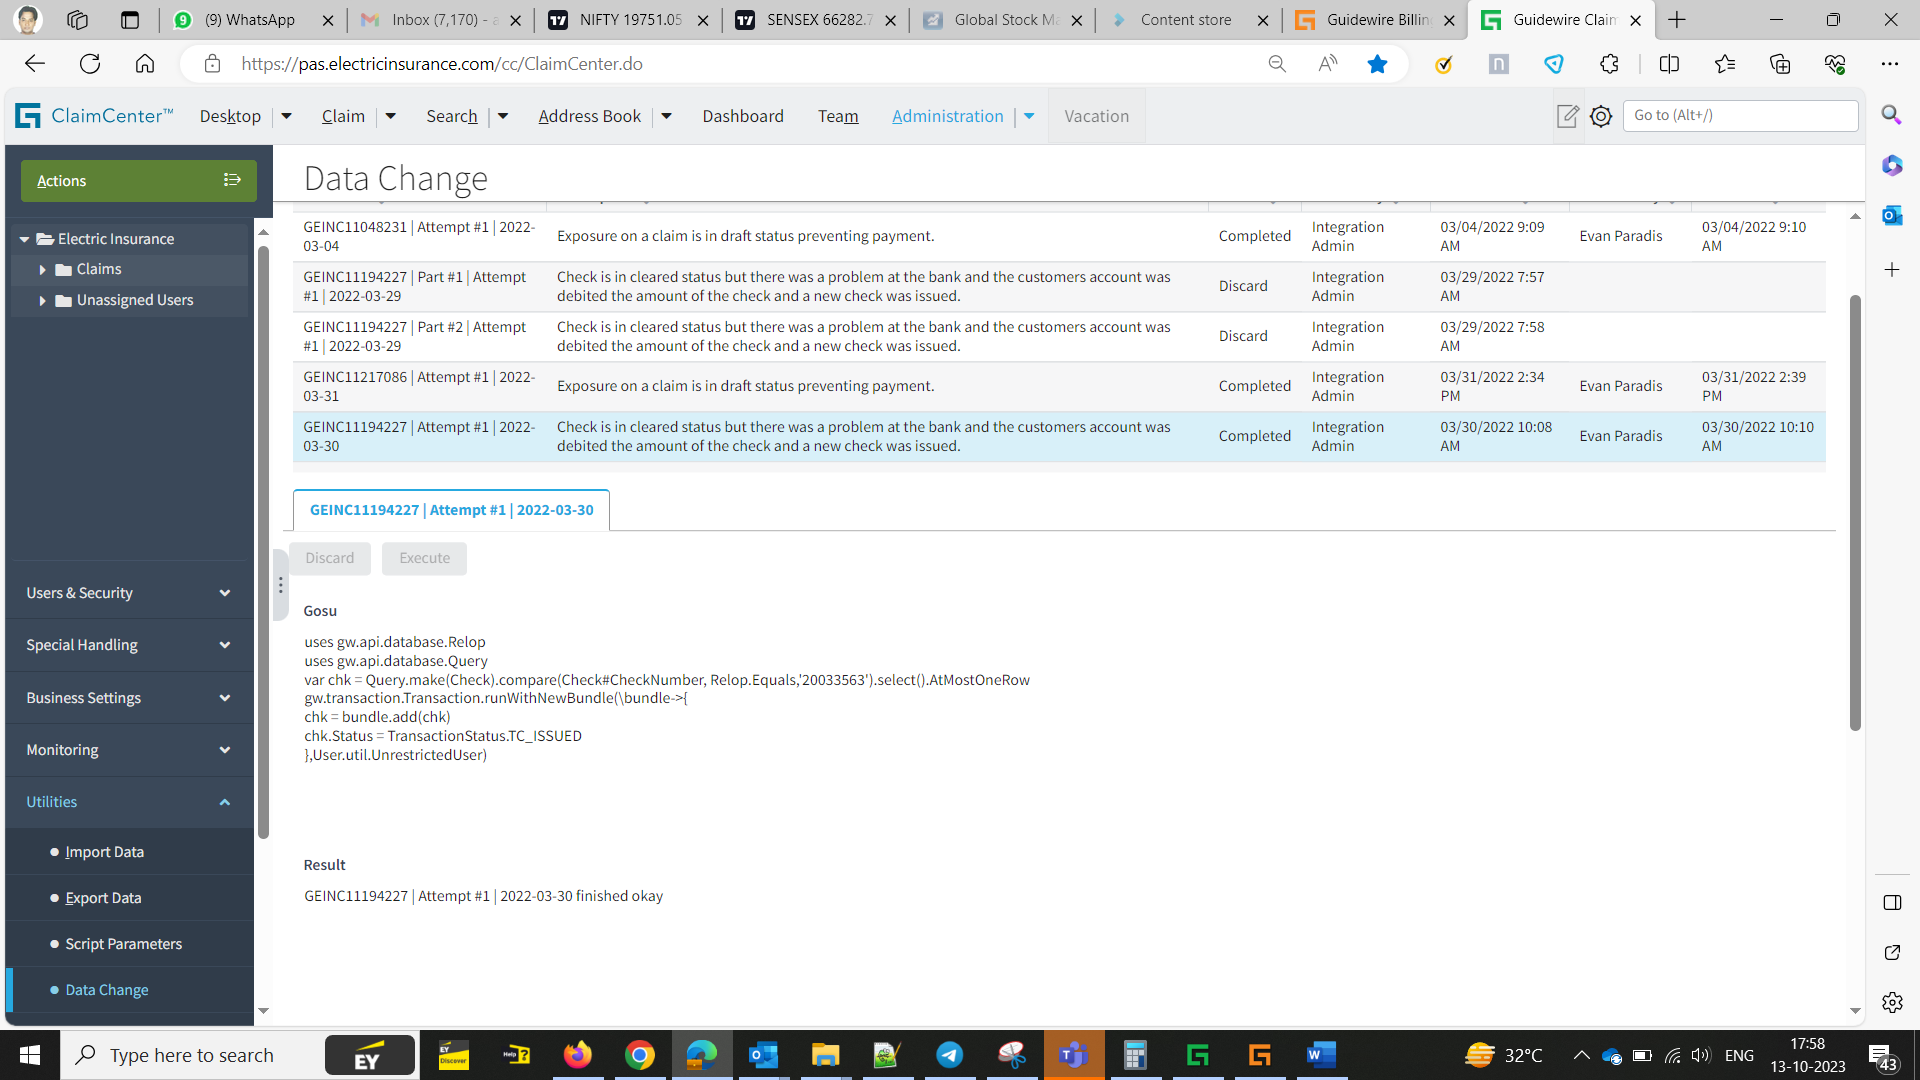 (9) WhatsApp
Inbox (7,170) - a
NIFTY 19751.05
SENSEX 66282.7
Global Stock Ma
Content store
Guidewire Billin
Guidewire Claim
https://pas.electricinsurance.com/cc/ClaimCenter.do
ClaimCenter™ Desktop Claim Search Address Book Dashboard Team Administration Vacation Go to (Alt+/)
Actions
Electric Insurance
Claims
Unassigned Users
Users & Security
Special Handling
Business Settings
Monitoring
Utilities
Import Data
Export Data
Script Parameters
Data Change
Data Change
GEINC11048231 | Attempt #1 | 2022-
03-04
Exposure on a claim is in draft status preventing payment.
Completed
Integration
Admin
03/04/2022 9:09
AM
Evan Paradis
03/04/2022 9:10
AM
GEINC11194227 | Part #1 | Attempt
#1 | 2022-03-29
Check is in cleared status but there was a problem at the bank and the customers account was
debited the amount of the check and a new check was issued.
Discard
Integration
Admin
03/29/2022 7:57
AM
GEINC11194227 | Part #2 | Attempt
#1 | 2022-03-29
Check is in cleared status but there was a problem at the bank and the customers account was
debited the amount of the check and a new check was issued.
Discard
Integration
Admin
03/29/2022 7:58
AM
GEINC11217086 | Attempt #1 | 2022-
03-31
Exposure on a claim is in draft status preventing payment.
Completed
Integration
Admin
03/31/2022 2:34
PM
Evan Paradis
03/31/2022 2:39
PM
GEINC11194227 | Attempt #1 | 2022-
03-30
Check is in cleared status but there was a problem at the bank and the customers account was
debited the amount of the check and a new check was issued.
Completed
Integration
Admin
03/30/2022 10:08
AM
Evan Paradis
03/30/2022 10:10
AM
GEINC11194227 | Attempt #1 | 2022-03-30
Discard Execute
Gosu
uses gw.api.database.Relop
uses gw.api.database.Query
var chk = Query.make(Check).compare(Check#CheckNumber, Relop.Equals,'20033563').select().AtMostOneRow
gw.transaction.Transaction.runWithNewBundle(\bundle->{
chk = bundle.add(chk)
chk.Status = TransactionStatus.TC_ISSUED
},User.util.UnrestrictedUser)
Result
GEINC11194227 | Attempt #1 | 2022-03-30 finished okay
Type here to search
EY
EY
Discover
Help ?
32°C
ENG
17:58
13-10-2023
43